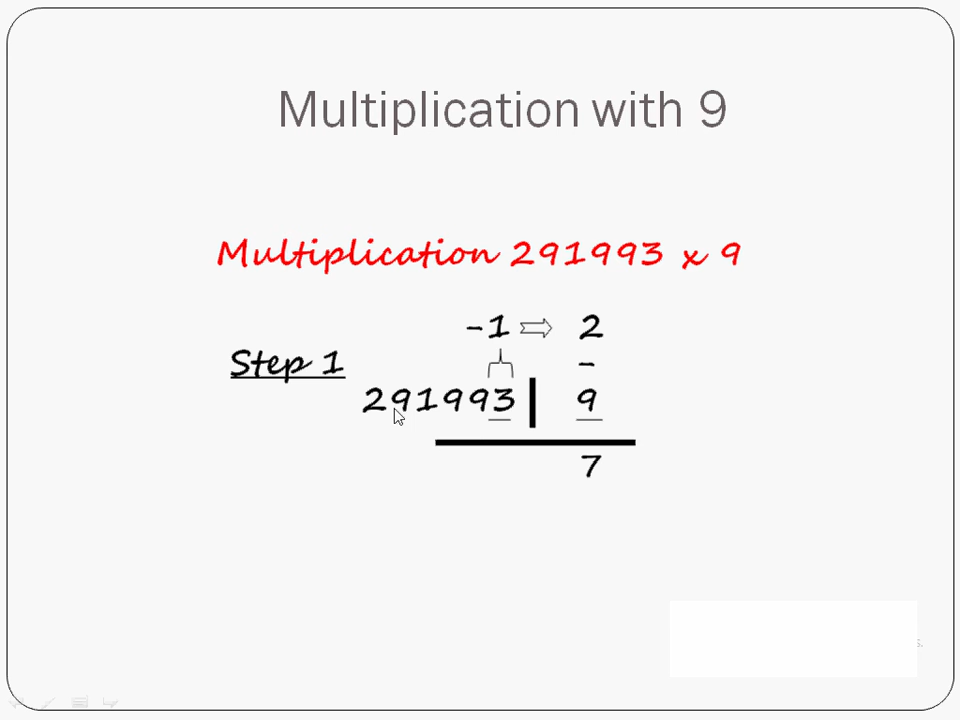 Multiplication with 9
Multiplication 291993 x 9
-1 ⇒ 2
Step 1
-
291993 | 9
7
s.